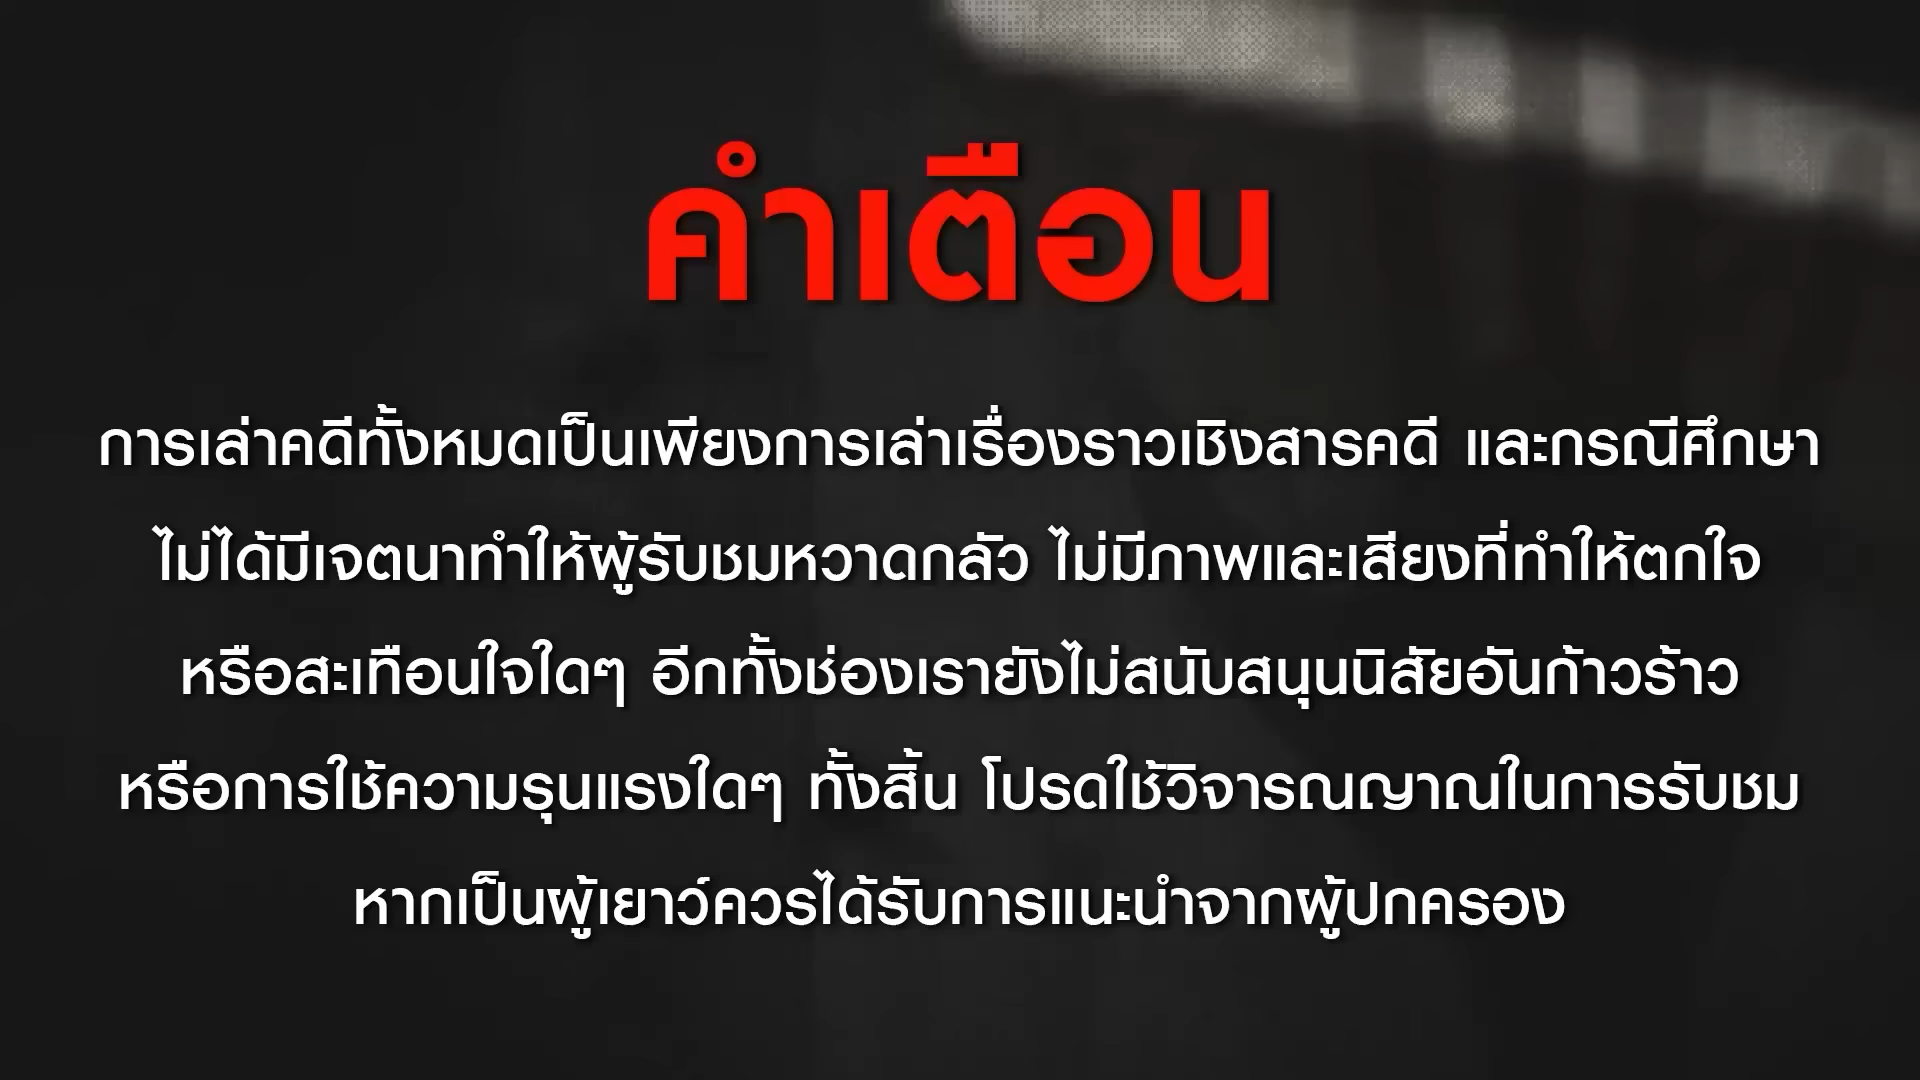 คำเตือน
การเล่าคดีทั้งหมดเป็นเพียงการเล่าเรื่องราวเชิงสารคดี และกรณีศึกษา
ไม่ได้มีเจตนาทำให้ผู้รับชมหวาดกลัว ไม่มีภาพและเสียงที่ทำให้ตกใจ
หรือสะเทือนใจใดๆ อีกทั้งช่องเรายังไม่สนับสนุนนิสัยอันก้าวร้าว
หรือการใช้ความรุนแรงใดๆ ทั้งสิ้น โปรดใช้วิจารณญาณในการรับชม
หากเป็นผู้เยาว์ควรได้รับการแนะนำจากผู้ปกครอง